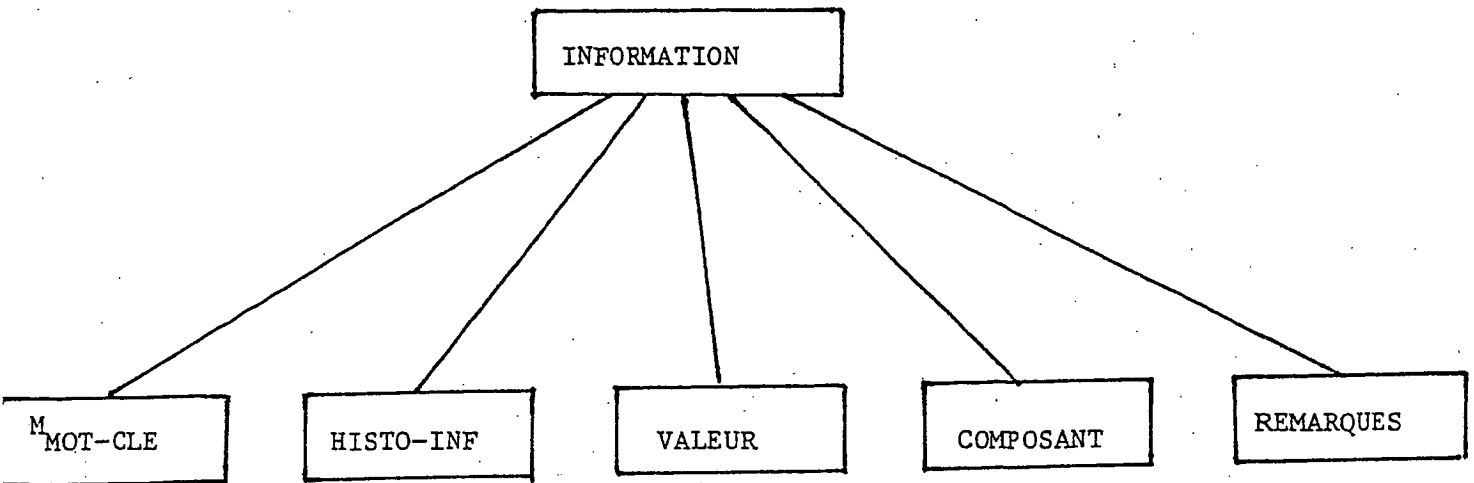 INFORMATION
MMOT-CLE
HISTO-INF
VALEUR
COMPOSANT
REMARQUES